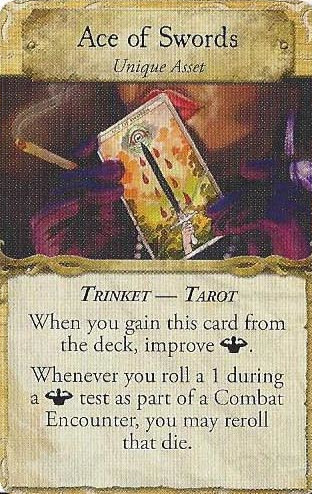 Ace of Swords
Unique Asset
Trinket — Tarot
When you gain this card from
the deck, improve .
Whenever you roll a 1 during
a test as part of a Combat
Encounter, you may reroll
that die.